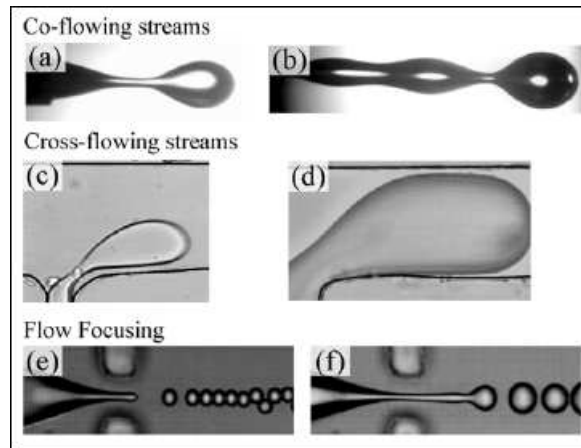 Co-flowing streams
(a)
(b)
Cross-flowing streams
(c)
(d)
Flow Focusing
(e)
(f)